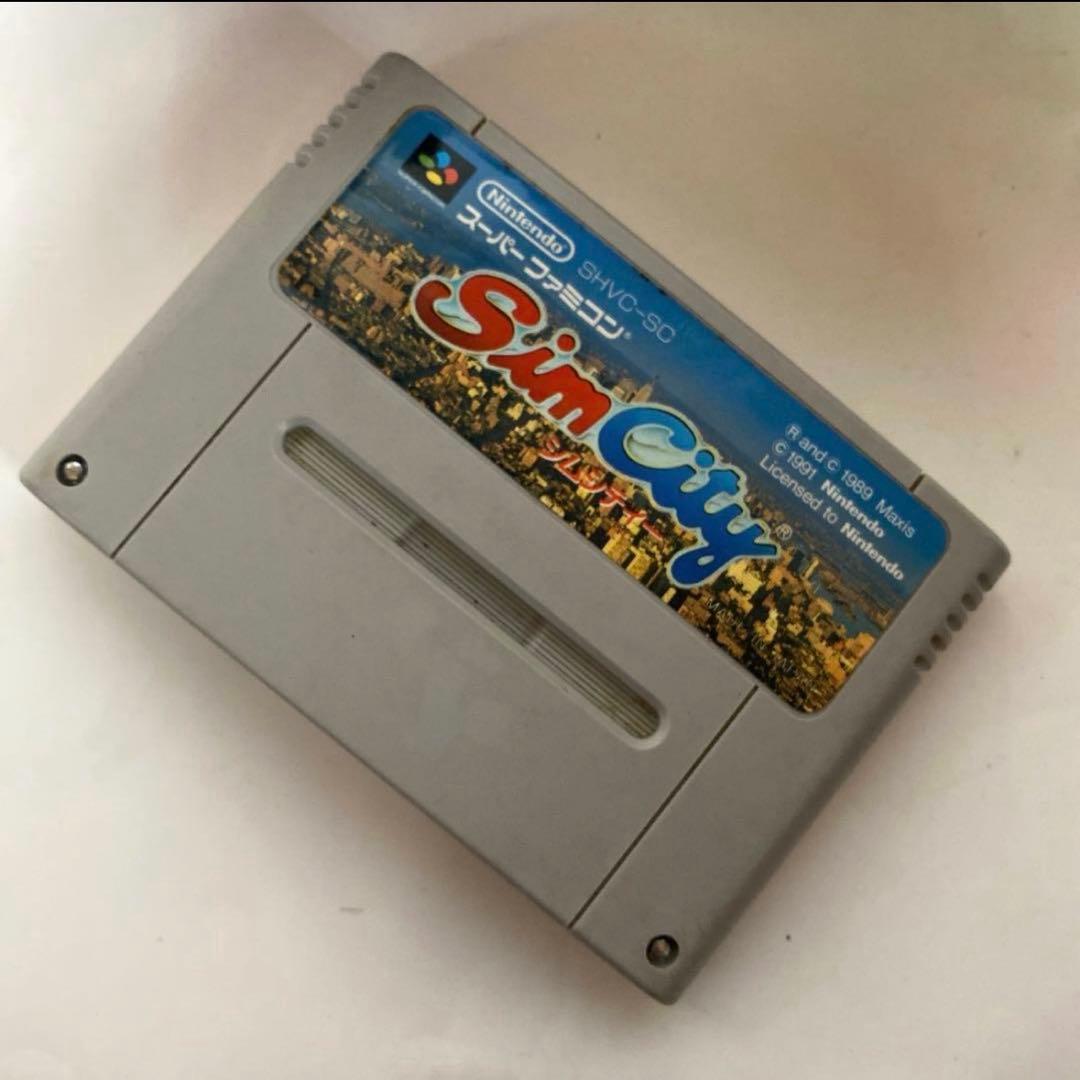 Nintendo SHVC-SC
スーパーファミコン®
SimCity®
シムシティー
R and C 1989 Maxis
C 1991 Nintendo
Licensed to Nintendo